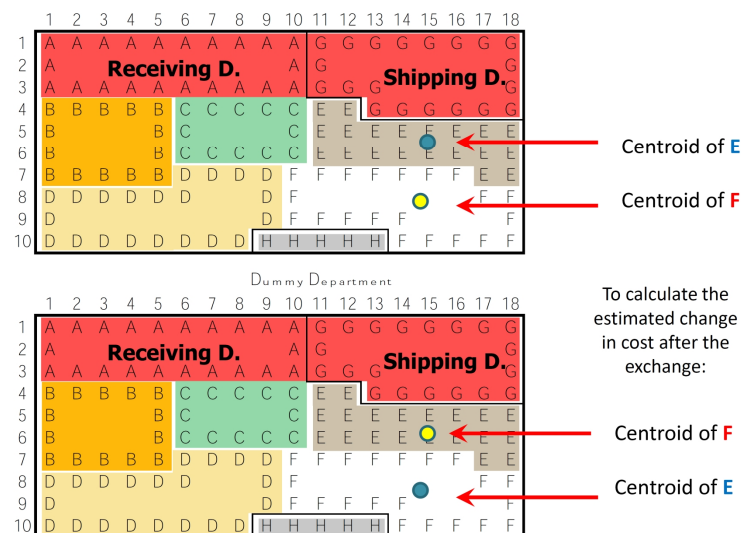 1 2 3 4 5 6 7 8 9 10 11 12 13 14 15 16 17 18
1 A A A A A A A A A A G G G G G G G G
2 A Receiving D. A G G
3 A A A A A A A A A A G G G Shipping D. G
4 B B B B B C C C C C E E G G G G G G
5 B B C C E E E E E E E E
6 B B C C C C C E E E E E E E E
Centroid of E
7 B B B B B D D D D F F F F F F F E E
8 D D D D D D D F F F
Centroid of F
9 D D F F F F F F
10 D D D D D D D D H H H H H F F F F F
Dummy Department
1 2 3 4 5 6 7 8 9 10 11 12 13 14 15 16 17 18
1 A A A A A A A A A A G G G G G G G G
2 A Receiving D. A G G
3 A A A A A A A A A A G G G Shipping D. G
4 B B B B B C C C C C E E G G G G G G
5 B B C C E E E E E E E E
6 B B C C C C C E E E E E E E E
7 B B B B B D D D D F F F F F F F E E
8 D D D D D D D F F F
9 D D F F F F F F
10 D D D D D D D D H H H H H F F F F F
To calculate the
estimated change
in cost after the
exchange:
Centroid of F
Centroid of E